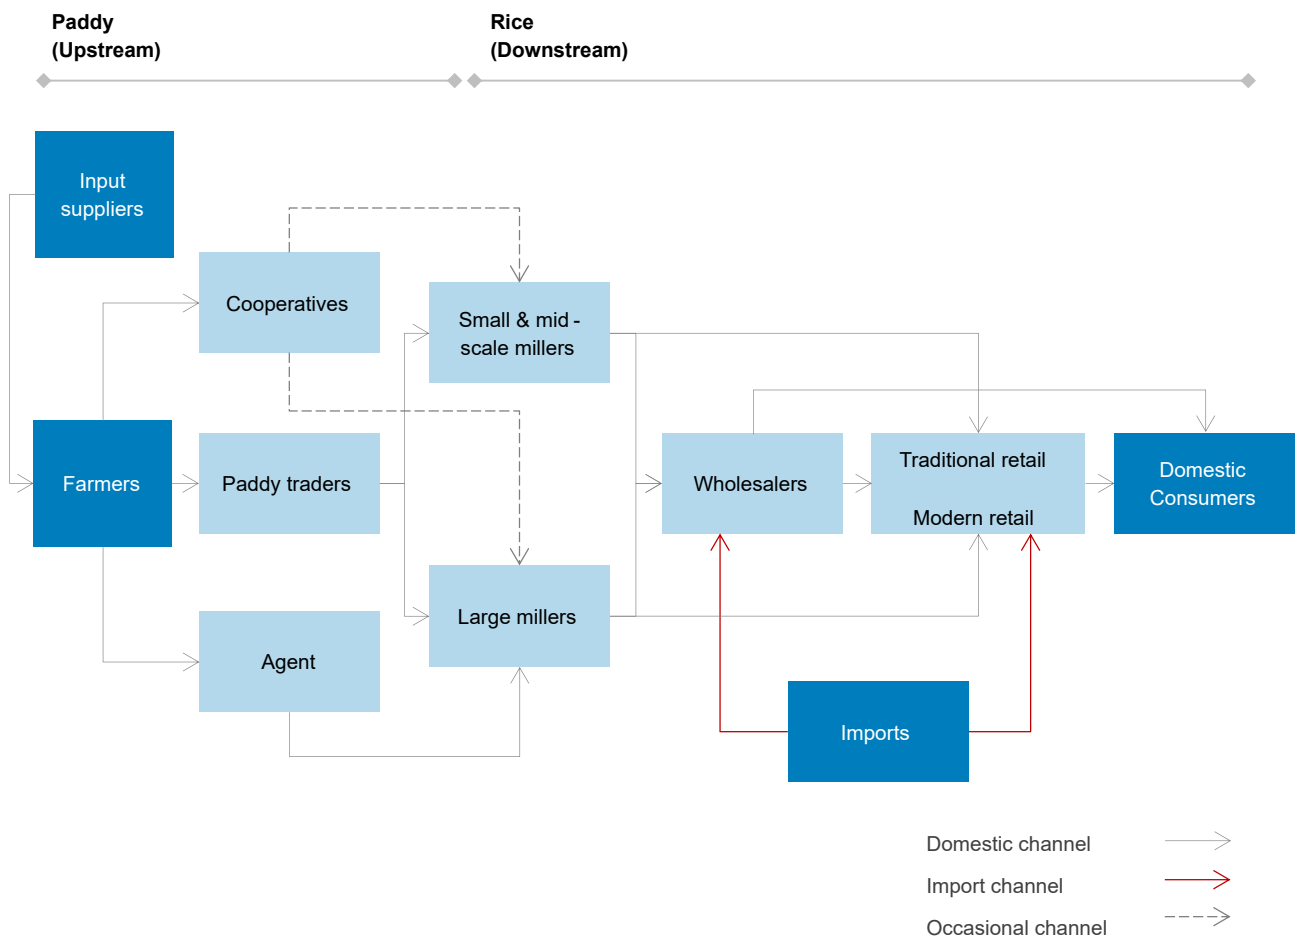 Paddy
(Upstream)
Rice
(Downstream)
Input
suppliers
Cooperatives
Small & mid -
scale millers
Farmers
Paddy traders
Wholesalers
Traditional retail
Modern retail
Domestic
Consumers
Large millers
Agent
Imports
Domestic channel
Import channel
Occasional channel